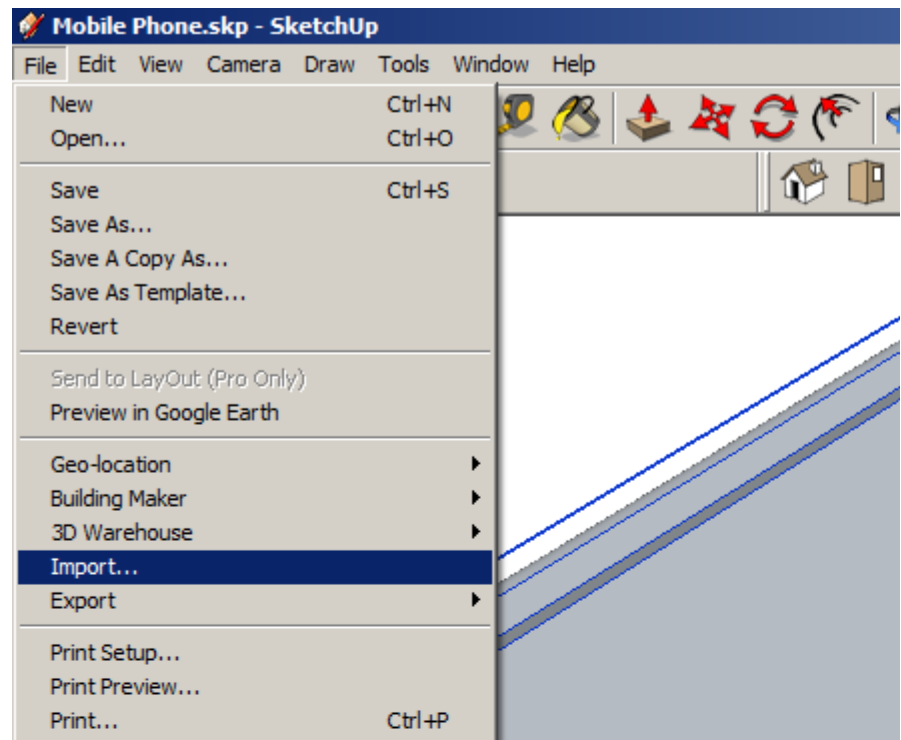 Mobile Phone.skp - SketchUp
File Edit View Camera Draw Tools Window Help
New Ctrl+N
Open... Ctrl+O
Save Ctrl+S
Save As...
Save A Copy As...
Save As Template...
Revert
Send to LayOut (Pro Only)
Preview in Google Earth
Geo-location
Building Maker
3D Warehouse
Import...
Export
Print Setup...
Print Preview...
Print... Ctrl+P